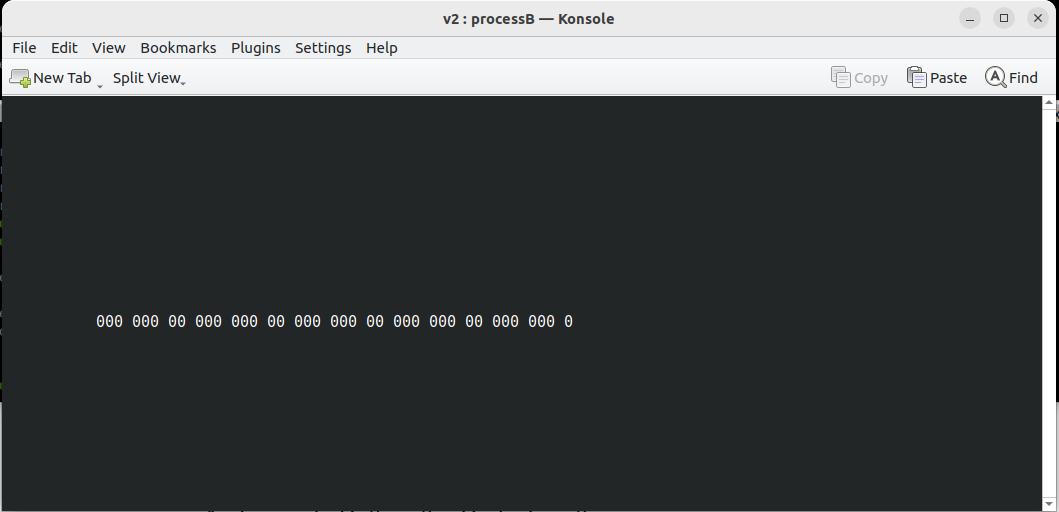 v2 : processB — Konsole
File Edit View Bookmarks Plugins Settings Help
New Tab Split View Copy Paste Find
000 000 00 000 000 00 000 000 00 000 000 00 000 000 0